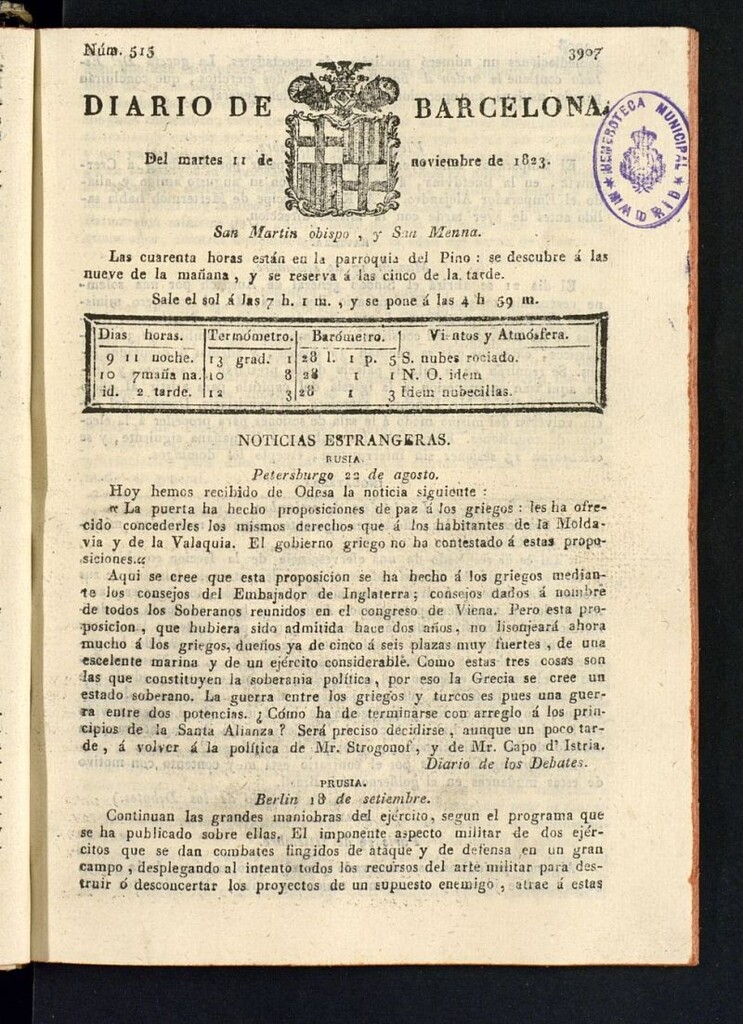 Núm. 515
3907
DIARIO DE BARCELONA,
Del martes 11 de noviembre de 1823.
HEMEROTECA MUNICIPAL
MADRID
San Martin obispo, y San Menna.
Las cuarenta horas están en la parroquia del Pino: se descubre á las
nueve de la mañana, y se reserva á las cinco de la tarde.
Sale el sol á las 7 h. 1 m., y se pone á las 4 h 59 m.
Dias horas. Termómetro. Barómetro. Vientos y Atmósfera.
9 11 noche. 13 grad. 1 28 l. 1 p. 5 S. nubes rociado.
10 7 maña na. 10 8 28 1 1 N. O. idem
id. 2 tarde. 12 3 28 1 3 Idem nubecillas.
NOTICIAS ESTRANGERAS.
RUSIA.
Petersburgo 22 de agosto.
Hoy hemos recibido de Odesa la noticia siguiente:
« La puerta ha hecho proposiciones de paz á los griegos: les ha ofre-
cido concederles los mismos derechos que á los habitantes de la Molda-
via y de la Valaquia. El gobierno griego no ha contestado á estas propo-
siciones.«
Aqui se cree que esta proposicion se ha hecho á los griegos median-
te los consejos del Embajador de Inglaterra; consejos dados á nombre
de todos los Soberanos reunidos en el congreso de Viena. Pero esta pro-
posicion, que hubiera sido admitida hace dos años, no lisonjeará ahora
mucho á los griegos, dueños ya de cinco á seis plazas muy fuertes, de una
escelente marina y de un ejército considerable. Como estas tres cosas son
las que constituyen la soberania política, por eso la Grecia se cree un
estado soberano. La guerra entre los griegos y turcos es pues una guer-
ra entre dos potencias. ¿Cómo ha de terminarse con arreglo á los prin-
cipios de la Santa Alianza? Será preciso decidirse, aunque un poco tar-
de, á volver á la política de Mr. Strogonof, y de Mr. Capo d' Istria.
Diario de los Debates.
PRUSIA.
Berlin 18 de setiembre.
Continuan las grandes maniobras del ejército, segun el programa que
se ha publicado sobre ellas. El imponente aspecto militar de dos ejér-
citos que se dan combates fingidos de ataque y de defensa en un gran
campo, desplegando al intento todos los recursos del arte militar para des-
truir ó desconcertar los proyectos de un supuesto enemigo, atrae á estas